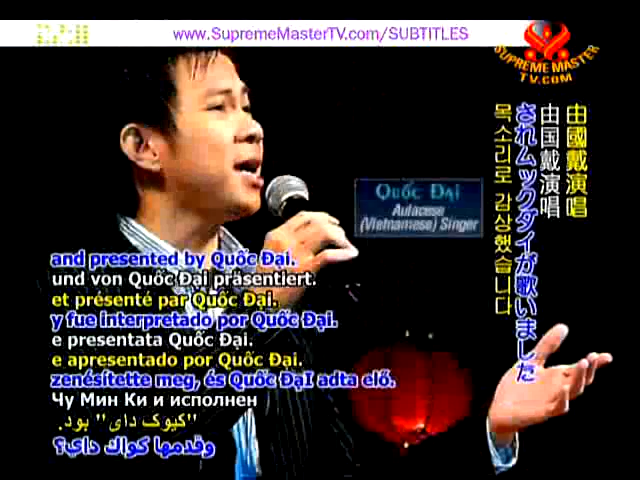 www.SupremeMasterTV.com/SUBTITLES
SUPREME MASTER
TV.COM
由國戴演唱
由国戴演唱
されムックダイが歌いました
목소리로 감상했습니다
Quốc Đại
Aulacese
(Vietnamese) Singer
and presented by Quốc Đại.
und von Quốc Đại präsentiert.
et présenté par Quốc Đại.
y fue interpretado por Quốc Đại.
e presentata Quốc Đại.
e apresentado por Quốc Đại.
zenésítette meg, és Quốc ĐạI adta elő.
Чу Мин Ки и исполнен
"کیوک دای" بود.
وقدمها كواك داي؟